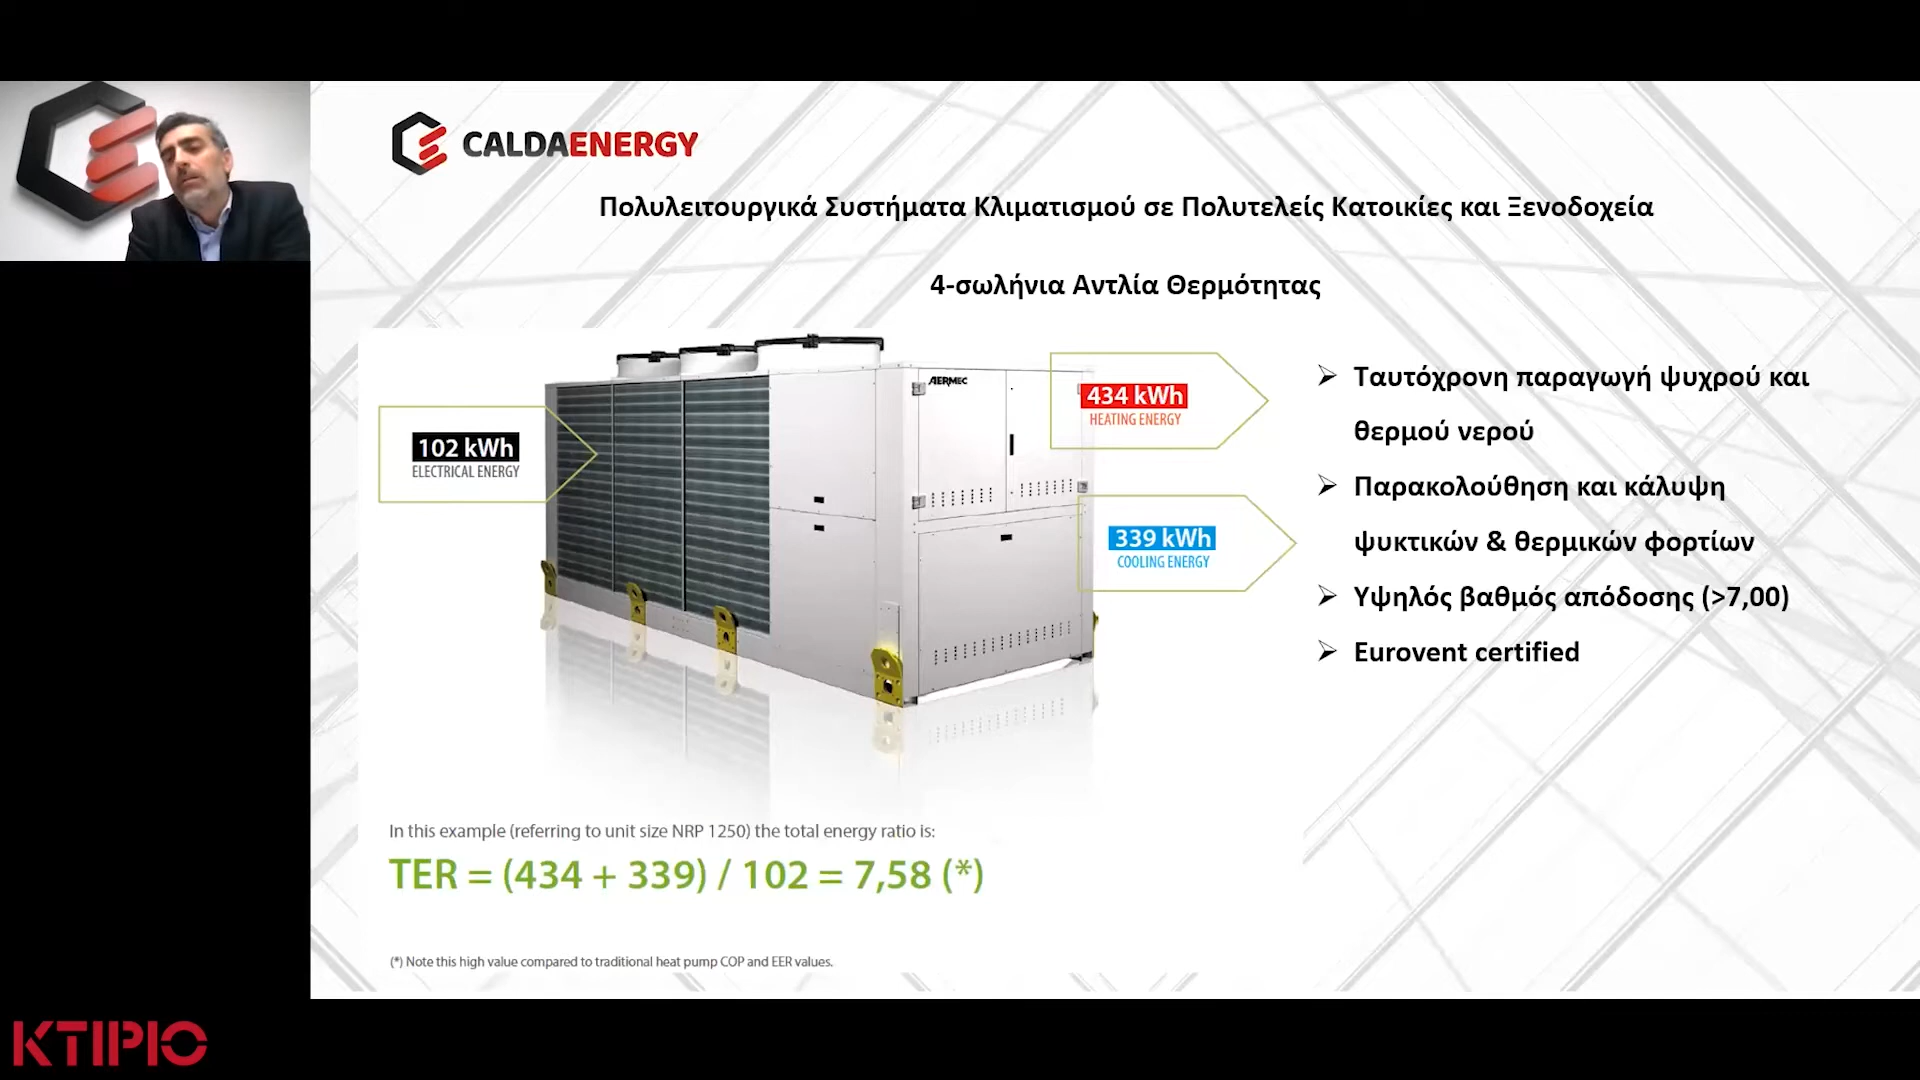 CALDAENERGY
Πολυλειτουργικά Συστήματα Κλιματισμού σε Πολυτελείς Κατοικίες και Ξενοδοχεία
4-σωλήνια Αντλία Θερμότητας
AERMEC
102 kWh
ELECTRICAL ENERGY
434 kWh
HEATING ENERGY
339 kWh
COOLING ENERGY
➢ Ταυτόχρονη παραγωγή ψυχρού και
θερμού νερού
➢ Παρακολούθηση και κάλυψη
ψυκτικών & θερμικών φορτίων
➢ Υψηλός βαθμός απόδοσης (>7,00)
➢ Eurovent certified
In this example (referring to unit size NRP 1250) the total energy ratio is:
TER = (434 + 339) / 102 = 7,58 (*)
(*) Note this high value compared to traditional heat pump COP and EER values.
ΚΤΙΡΙΟ